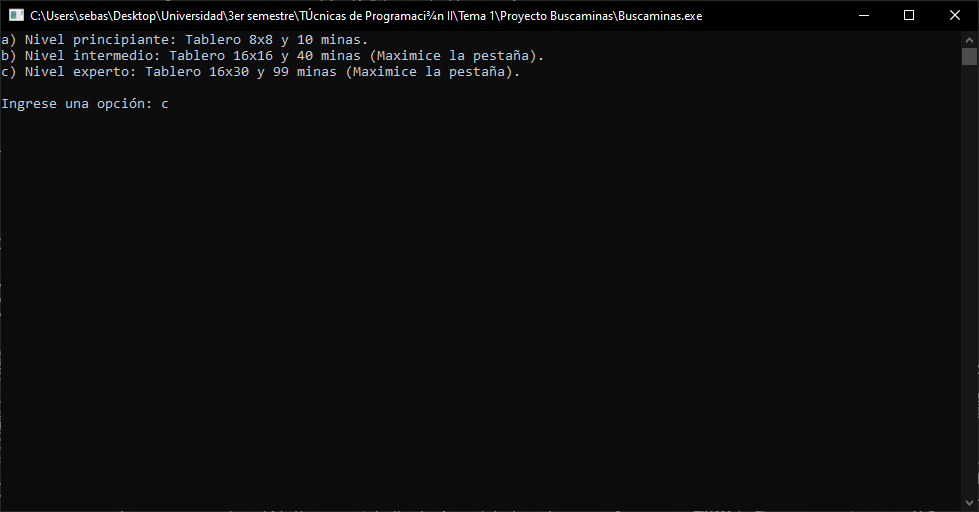 C:\Users\sebas\Desktop\Universidad\3er semestre\TÚcnicas de Programaci¾n II\Tema 1\Proyecto Buscaminas\Buscaminas.exe
a) Nivel principiante: Tablero 8x8 y 10 minas.
b) Nivel intermedio: Tablero 16x16 y 40 minas (Maximice la pestaña).
c) Nivel experto: Tablero 16x30 y 99 minas (Maximice la pestaña).
Ingrese una opción: c